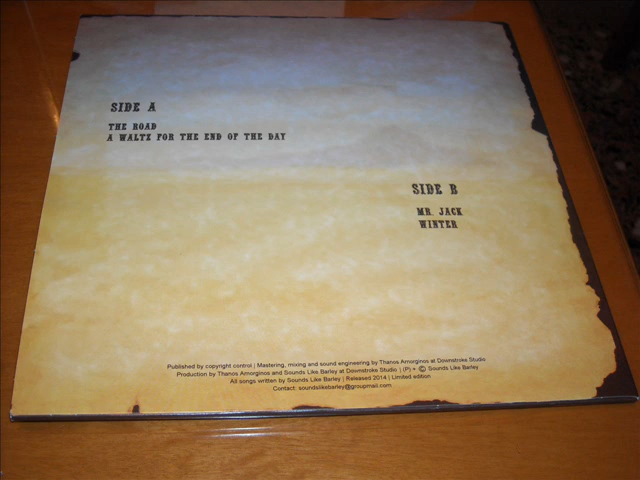 SIDE A
THE ROAD
A WALTZ FOR THE END OF THE DAY
SIDE B
MR. JACK
WINTER
Published by copyright control | Mastering, mixing and sound engineering by Thanos Amorginos at Downstroke Studio
Production by Thanos Amorginos and Sounds Like Barley at Downstroke Studio | (P) + © Sounds Like Barley
All songs written by Sounds Like Barley | Released 2014 | Limited edition
Contact: soundslikebarley@groupmail.com